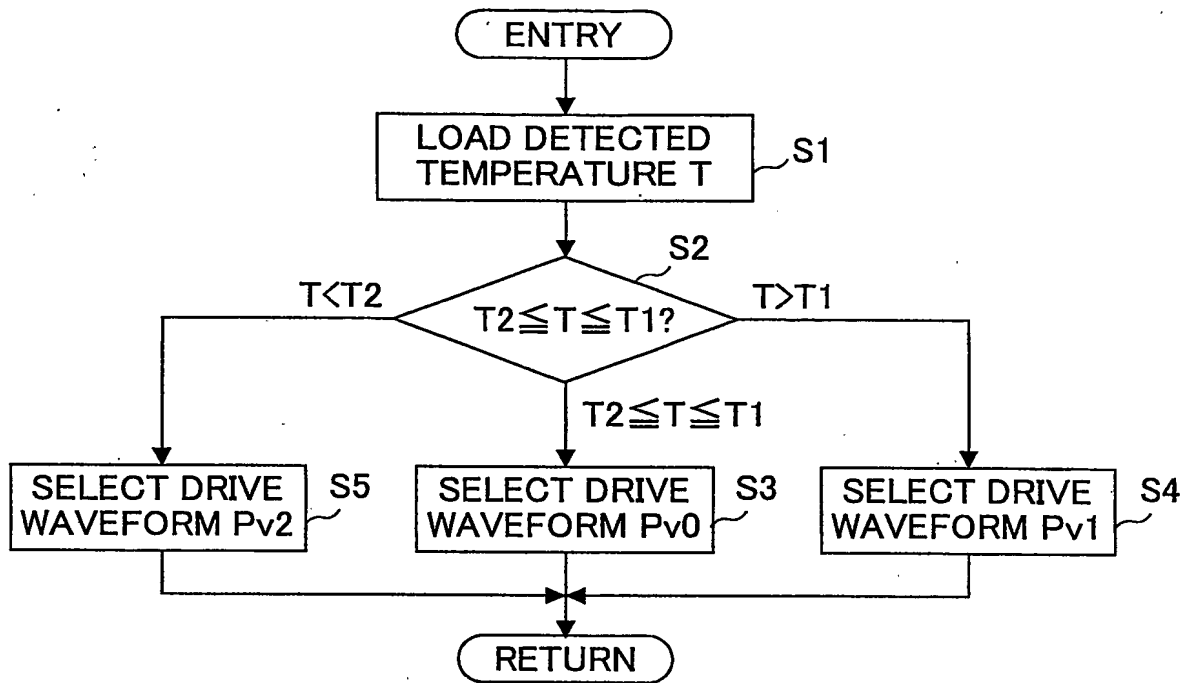 ENTRY
LOAD DETECTED
TEMPERATURE T
S1
S2
T<T2
T2≦T≦T1?
T>T1
T2≦T≦T1
SELECT DRIVE
WAVEFORM Pv2
S5
SELECT DRIVE
WAVEFORM Pv0
S3
SELECT DRIVE
WAVEFORM Pv1
S4
RETURN